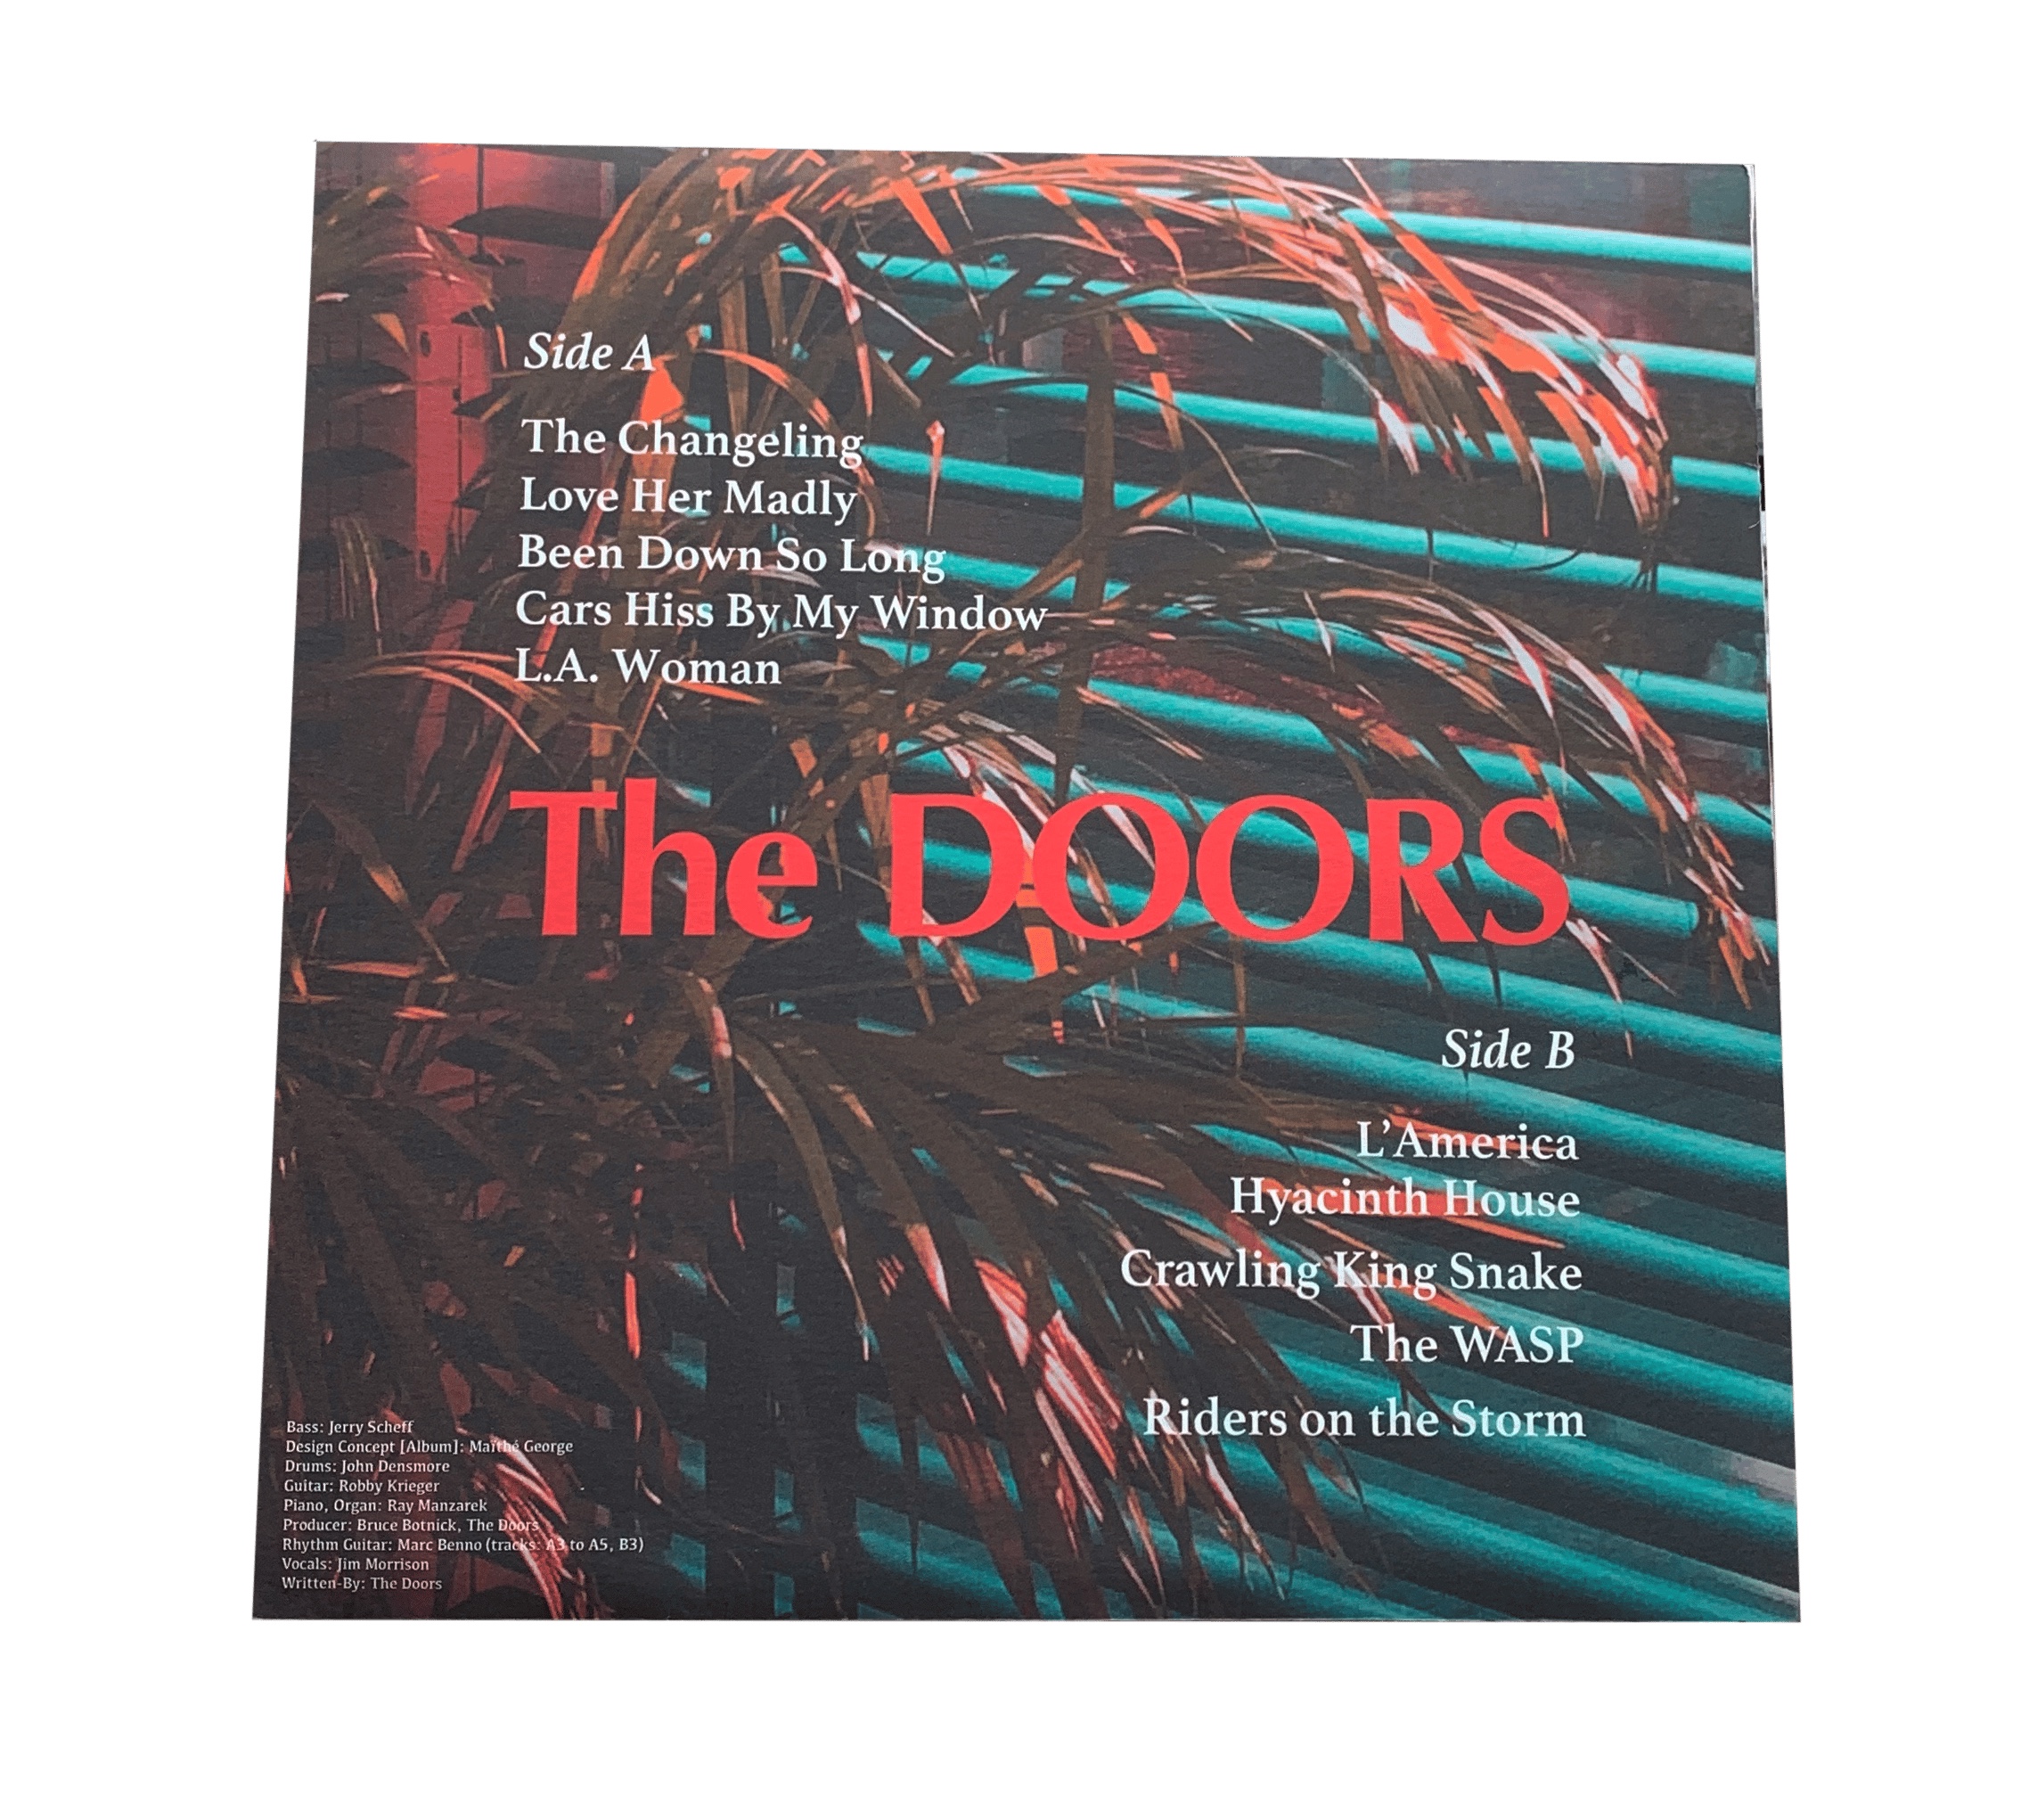 Side A
The Changeling
Love Her Madly
Been Down So Long
Cars Hiss By My Window
L.A. Woman
The DOORS
Side B
L'America
Hyacinth House
Crawling King Snake
The WASP
Riders on the Storm
Bass: Jerry Scheff
Design Concept [Album]: Maïthé George
Drums: John Densmore
Guitar: Robby Krieger
Piano, Organ: Ray Manzarek
Producer: Bruce Botnick, The Doors
Rhythm Guitar: Marc Benno (tracks: A3 to A5, B3)
Vocals: Jim Morrison
Written-By: The Doors